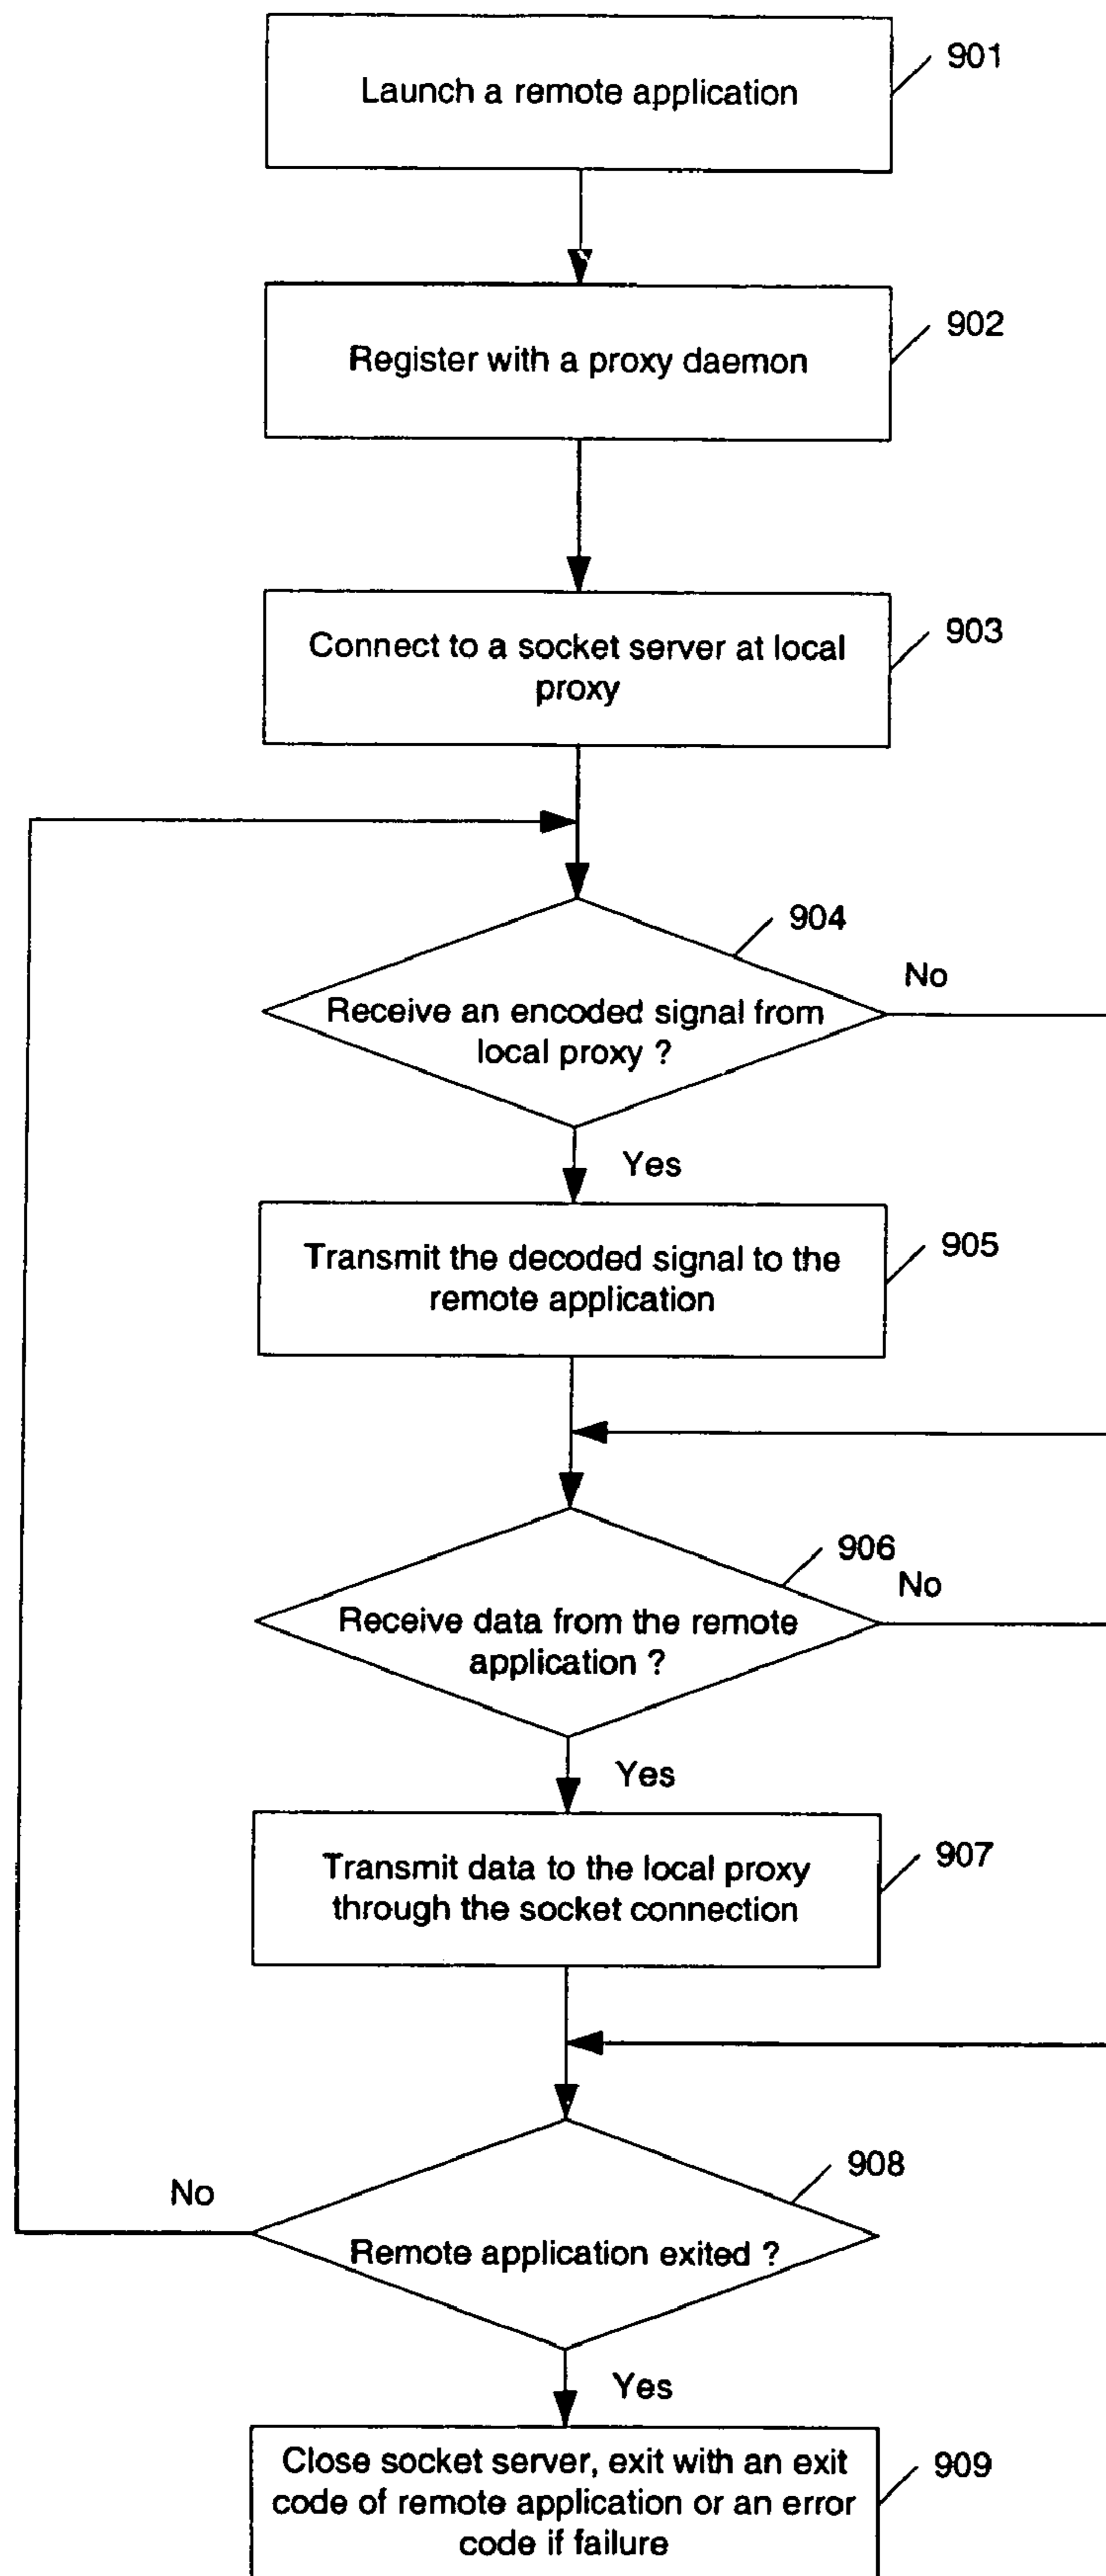 Launch a remote application
901
Register with a proxy daemon
902
Connect to a socket server at local
proxy
903
904
No
Receive an encoded signal from
local proxy ?
Yes
Transmit the decoded signal to the
remote application
905
906
No
Receive data from the remote
application ?
Yes
Transmit data to the local proxy
through the socket connection
907
908
No
Remote application exited ?
Yes
Close socket server, exit with an exit
code of remote application or an error
code if failure
909